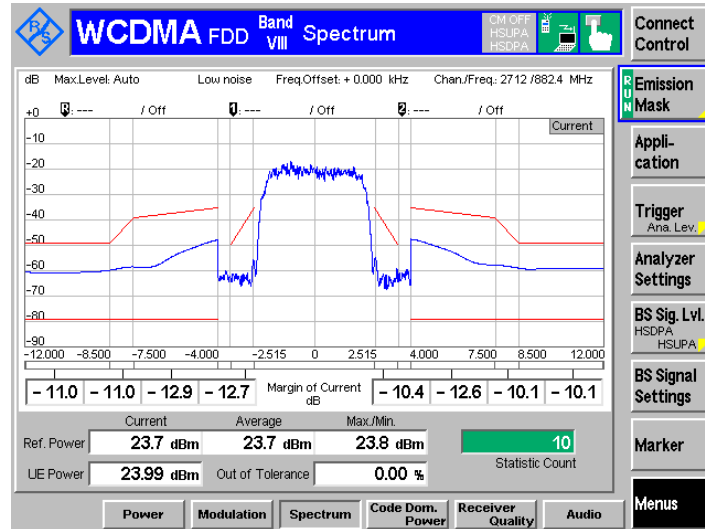 R&S
WCDMA FDD Band VIII Spectrum
CM OFF
HSUPA
HSDPA
Connect Control
dB Max.Level: Auto Low noise Freq.Offset: + 0.000 kHz Chan./Freq.: 2712 /882.4 MHz
R: --- / Off 1: --- / Off 2: --- / Off
Current
+0
-10
-20
-30
-40
-50
-60
-70
-80
-90
-12.000 -8.500 -7.500 -4.000 -2.515 0 2.515 4.000 7.500 8.500 12.000
- 11.0 - 11.0 - 12.9 - 12.7 Margin of Current dB - 10.4 - 12.6 - 10.1 - 10.1
Current Average Max./Min.
Ref. Power 23.7 dBm 23.7 dBm 23.8 dBm 10
Statistic Count
UE Power 23.99 dBm Out of Tolerance 0.00 %
RUN
Emission Mask
Appli-
cation
Trigger
Ana. Lev.
Analyzer Settings
BS Sig. Lvl.
HSDPA
HSUPA
BS Signal Settings
Marker
Menus
Power Modulation Spectrum Code Dom. Power Receiver Quality Audio